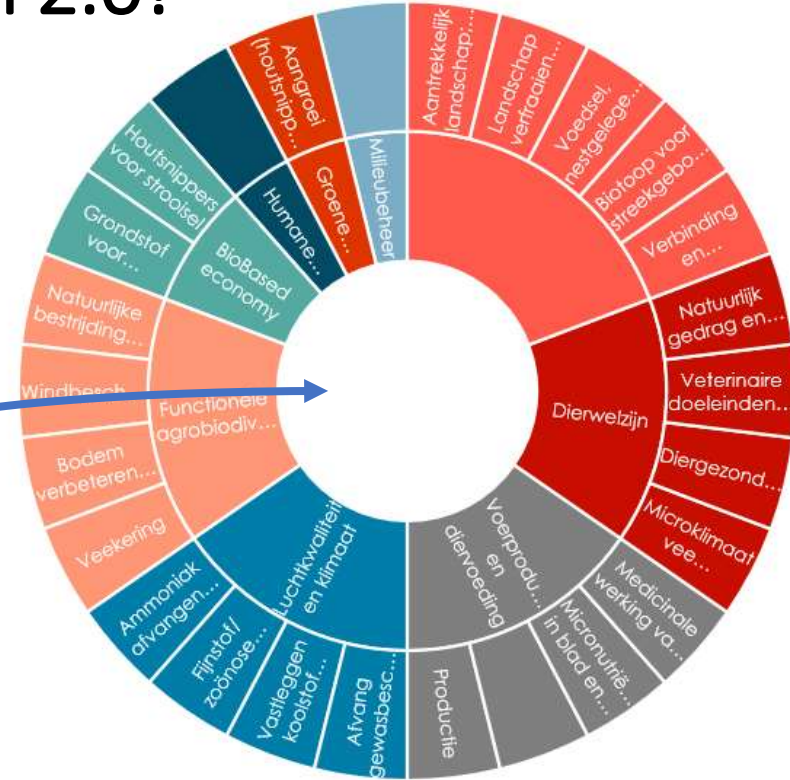 2.0?
Aantrekkelijk
landschap;...
Landschap
verfraaien...
Voedsel,
nestgelege...
Biotoop voor
streekgebo...
Verbinding
en...
Natuurlijk
gedrag en...
Veterinaire
doeleinden...
Diergezond...
Microklimaat
vee...
Medicinale
werking va...
Micronutrië...
in blad en...
Productie
Afvang
gewasbesc...
Vastleggen
koolstof...
Fijnstof/
zoönose...
Ammoniak
afvangen...
Veekering
Bodem
verbeteren...
Windbesch...
Natuurlijke
bestrijding...
Grondstof
voor...
Houtsnippers
voor strooisel
Aangroei
(houtsnipp...
Dierwelzijn
Voerprodu...
en
diervoeding
Luchtkwaliteit
en klimaat
Functionele
agrobiodiv...
BioBased
economy
Humane...
Groene...
Milieubeheer